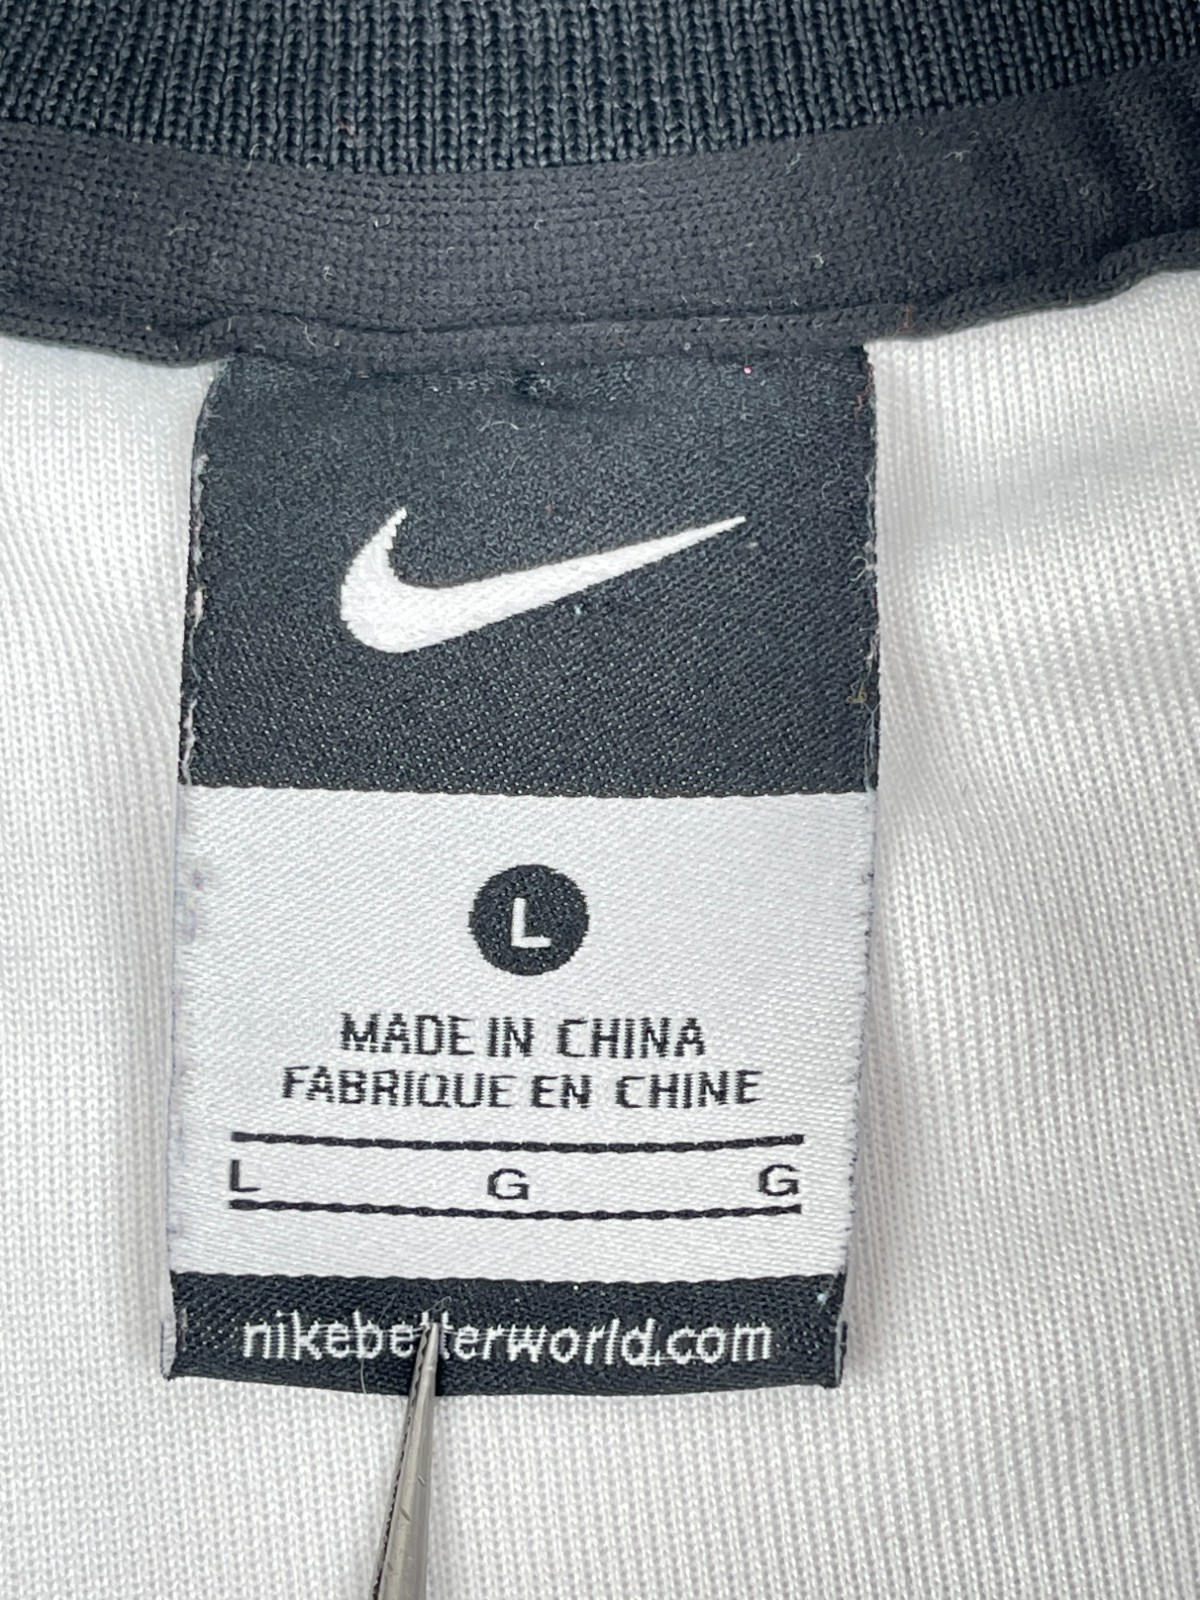 L
MADE IN CHINA
FABRIQUE EN CHINE
L G G
nikebetterworld.com